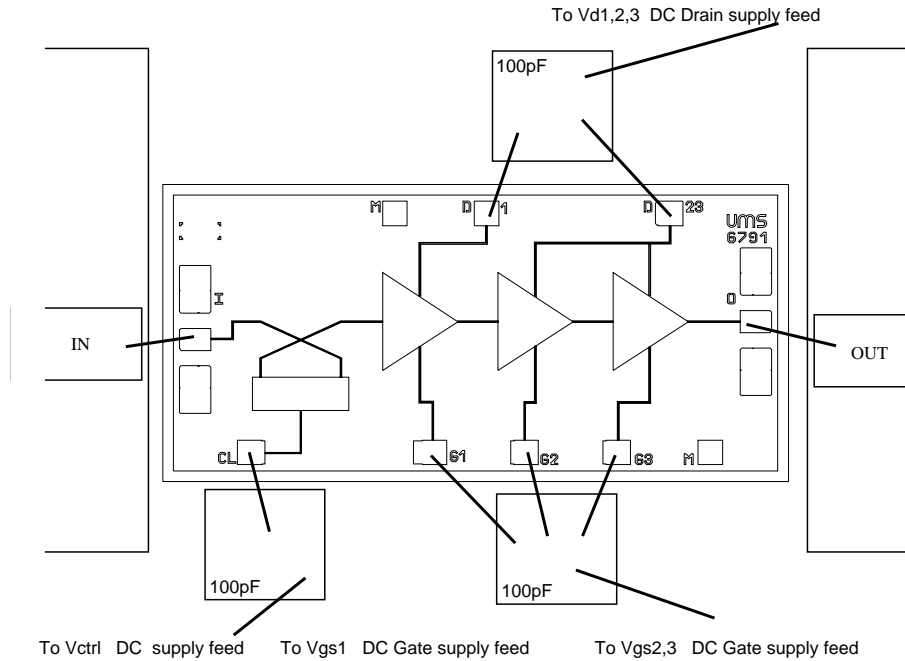 To Vd1,2,3 DC Drain supply feed
100pF
M
D 1
D 23
UMS
6791
I
O
IN
OUT
CL
G1
G2
G3
M
100pF
100pF
To Vctrl DC supply feed
To Vgs1 DC Gate supply feed
To Vgs2,3 DC Gate supply feed